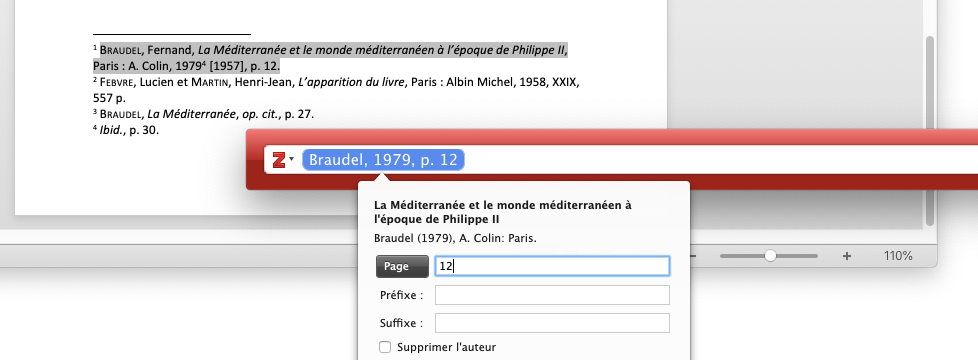 ¹ BRAUDEL, Fernand, La Méditerranée et le monde méditerranéen à l’époque de Philippe II,
Paris : A. Colin, 1979⁴ [1957], p. 12.
² FEBVRE, Lucien et MARTIN, Henri-Jean, L’apparition du livre, Paris : Albin Michel, 1958, XXIX,
557 p.
³ BRAUDEL, La Méditerranée, op. cit., p. 27.
⁴ Ibid., p. 30.
Z Braudel, 1979, p. 12
La Méditerranée et le monde méditerranéen à
l'époque de Philippe II
Braudel (1979), A. Colin: Paris.
Page 12
Préfixe :
Suffixe :
Supprimer l'auteur
− + 110%